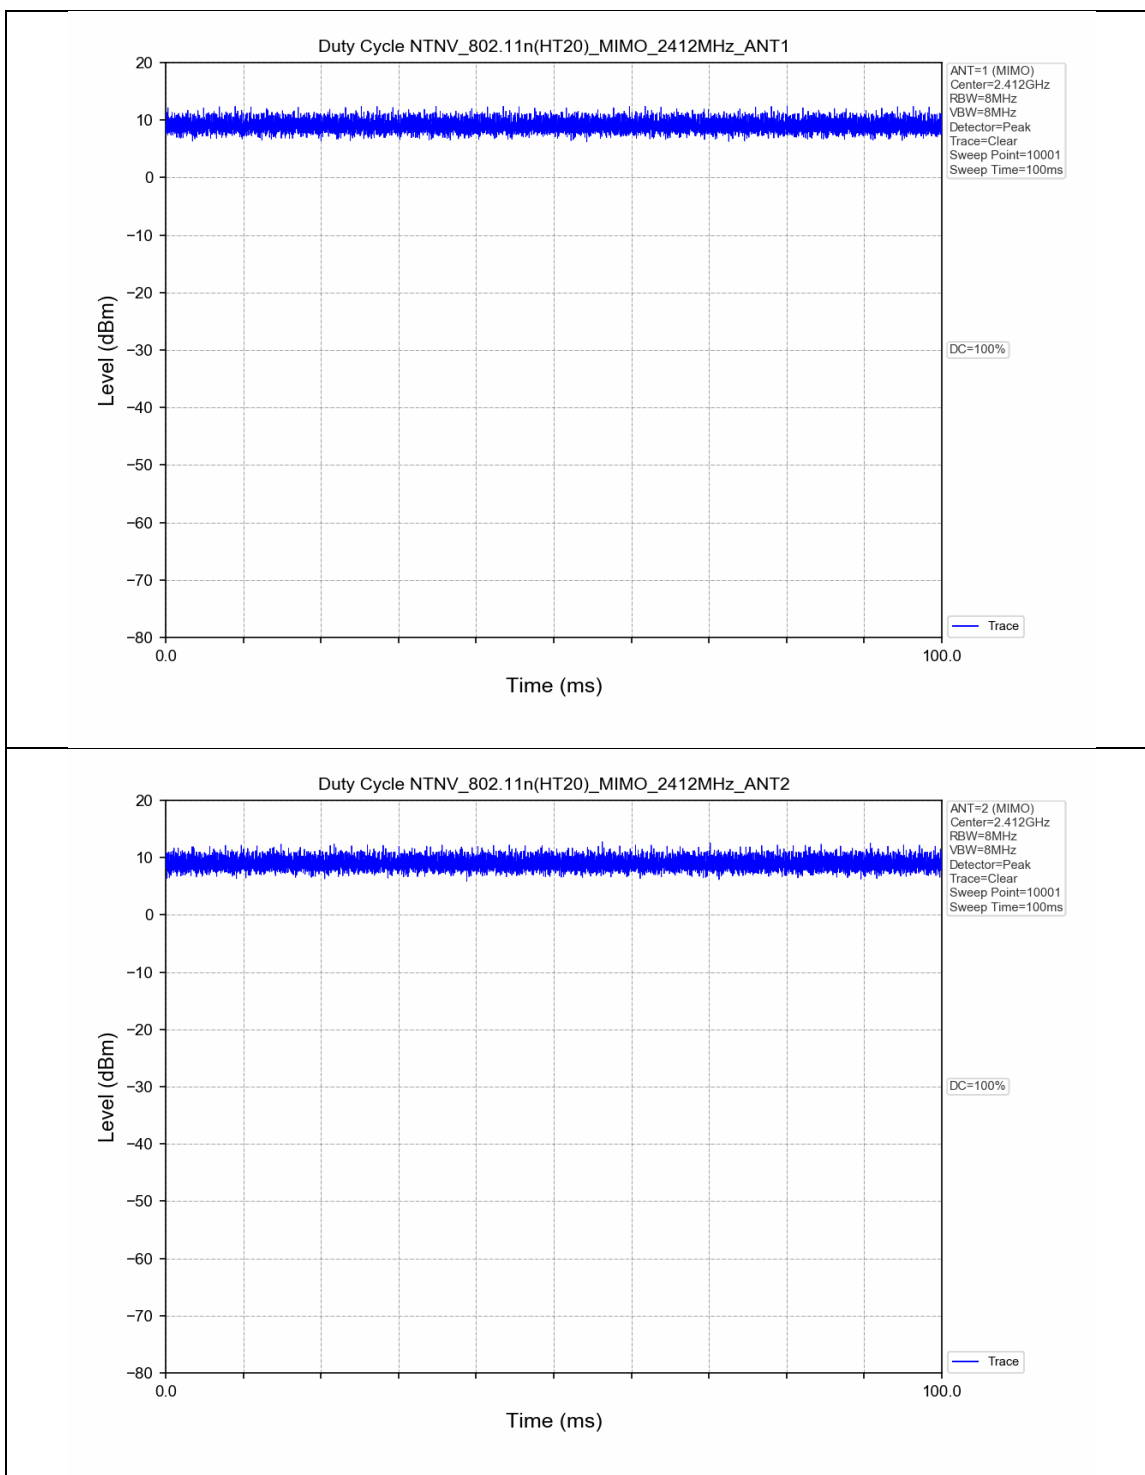 Duty Cycle NTNV_802.11n(HT20)_MIMO_2412MHz_ANT1
20
10
0
−10
−20
−30
−40
−50
−60
−70
−80
Level (dBm)
0.0
100.0
Time (ms)
ANT=1 (MIMO)
Center=2.412GHz
RBW=8MHz
VBW=8MHz
Detector=Peak
Trace=Clear
Sweep Point=10001
Sweep Time=100ms
DC=100%
Trace
Duty Cycle NTNV_802.11n(HT20)_MIMO_2412MHz_ANT2
20
10
0
−10
−20
−30
−40
−50
−60
−70
−80
Level (dBm)
0.0
100.0
Time (ms)
ANT=2 (MIMO)
Center=2.412GHz
RBW=8MHz
VBW=8MHz
Detector=Peak
Trace=Clear
Sweep Point=10001
Sweep Time=100ms
DC=100%
Trace